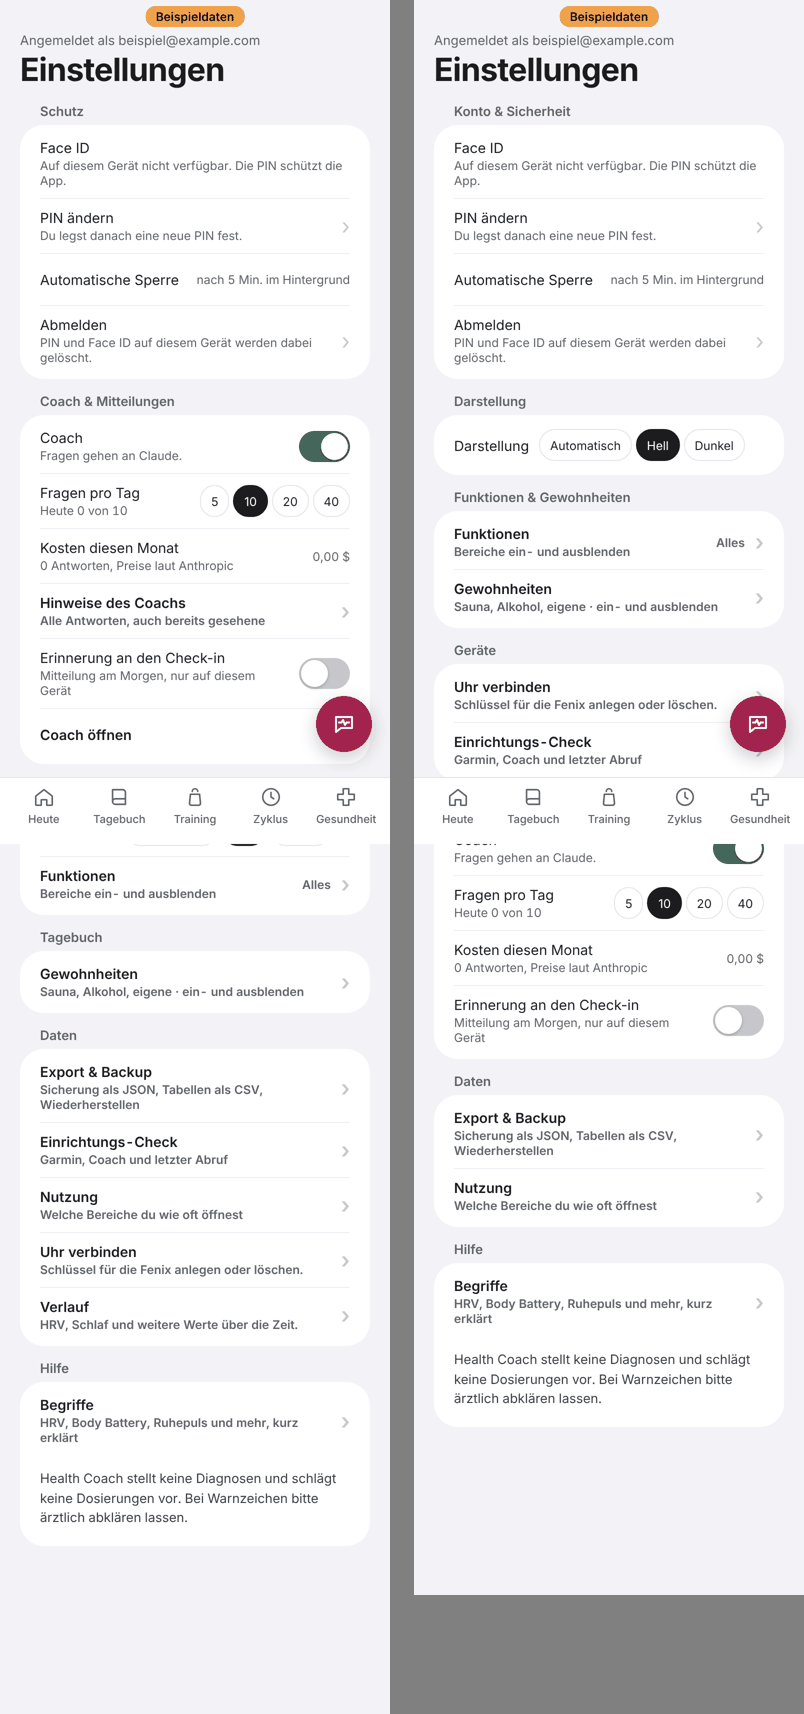 Beispieldaten
Angemeldet als beispiel@example.com
Einstellungen
Schutz
Face ID
Auf diesem Gerät nicht verfügbar. Die PIN schützt die
App.
PIN ändern
Du legst danach eine neue PIN fest.
Automatische Sperre nach 5 Min. im Hintergrund
Abmelden
PIN und Face ID auf diesem Gerät werden dabei
gelöscht.
Coach & Mitteilungen
Coach
Fragen gehen an Claude.
Fragen pro Tag
Heute 0 von 10
5 10 20 40
Kosten diesen Monat
0 Antworten, Preise laut Anthropic
0,00 $
Hinweise des Coachs
Alle Antworten, auch bereits gesehene
Erinnerung an den Check-in
Mitteilung am Morgen, nur auf diesem
Gerät
Coach öffnen
Heute Tagebuch Training Zyklus Gesundheit
Funktionen
Bereiche ein- und ausblenden
Alles
Tagebuch
Gewohnheiten
Sauna, Alkohol, eigene · ein- und ausblenden
Daten
Export & Backup
Sicherung als JSON, Tabellen als CSV,
Wiederherstellen
Einrichtungs-Check
Garmin, Coach und letzter Abruf
Nutzung
Welche Bereiche du wie oft öffnest
Uhr verbinden
Schlüssel für die Fenix anlegen oder löschen.
Verlauf
HRV, Schlaf und weitere Werte über die Zeit.
Hilfe
Begriffe
HRV, Body Battery, Ruhepuls und mehr, kurz
erklärt
Health Coach stellt keine Diagnosen und schlägt
keine Dosierungen vor. Bei Warnzeichen bitte
ärztlich abklären lassen.
Beispieldaten
Angemeldet als beispiel@example.com
Einstellungen
Konto & Sicherheit
Face ID
Auf diesem Gerät nicht verfügbar. Die PIN schützt die
App.
PIN ändern
Du legst danach eine neue PIN fest.
Automatische Sperre nach 5 Min. im Hintergrund
Abmelden
PIN und Face ID auf diesem Gerät werden dabei
gelöscht.
Darstellung
Darstellung Automatisch Hell Dunkel
Funktionen & Gewohnheiten
Funktionen
Bereiche ein- und ausblenden
Alles
Gewohnheiten
Sauna, Alkohol, eigene · ein- und ausblenden
Geräte
Uhr verbinden
Schlüssel für die Fenix anlegen oder löschen.
Einrichtungs-Check
Garmin, Coach und letzter Abruf
Heute Tagebuch Training Zyklus Gesundheit
Fragen gehen an Claude.
Fragen pro Tag
Heute 0 von 10
5 10 20 40
Kosten diesen Monat
0 Antworten, Preise laut Anthropic
0,00 $
Erinnerung an den Check-in
Mitteilung am Morgen, nur auf diesem
Gerät
Daten
Export & Backup
Sicherung als JSON, Tabellen als CSV,
Wiederherstellen
Nutzung
Welche Bereiche du wie oft öffnest
Hilfe
Begriffe
HRV, Body Battery, Ruhepuls und mehr, kurz
erklärt
Health Coach stellt keine Diagnosen und schlägt
keine Dosierungen vor. Bei Warnzeichen bitte
ärztlich abklären lassen.